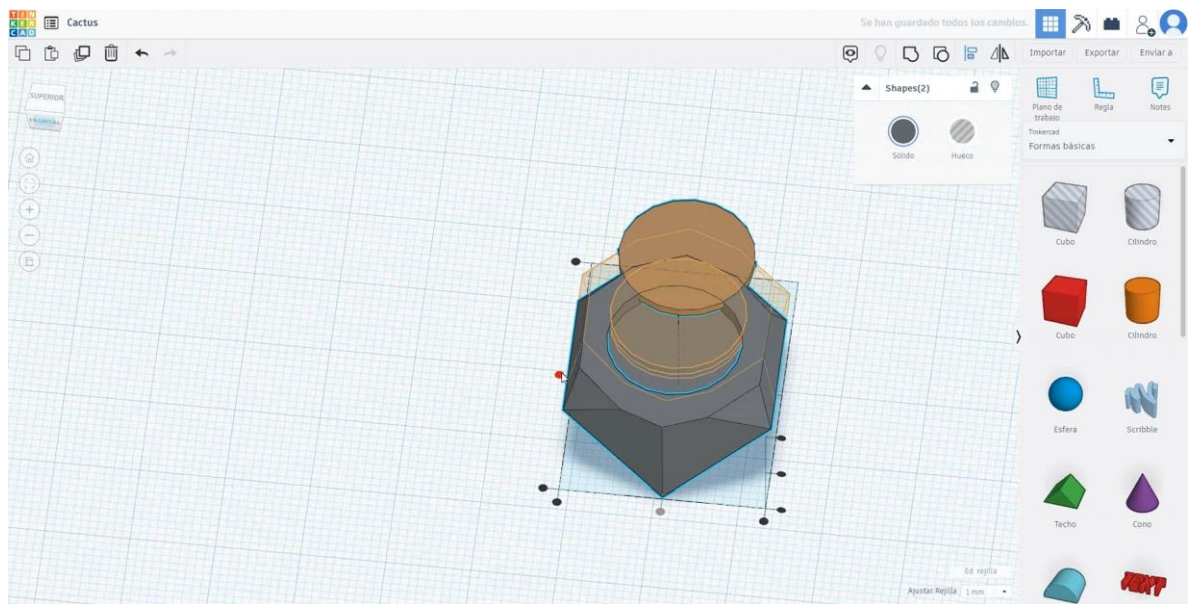 TIN
KER
CAD
Cactus
Se han guardado todos los cambios.
Importar
Exportar
Enviar a
SUPERIOR
FRONTAL
Shapes(2)
Sólido
Hueco
Plano de
trabajo
Regla
Notes
Tinkercad
Formas básicas
Cubo
Cilindro
Cubo
Cilindro
Esfera
Scribble
Techo
Cono
TEXT
Ed. rejilla
Ajustar Rejilla
1 mm